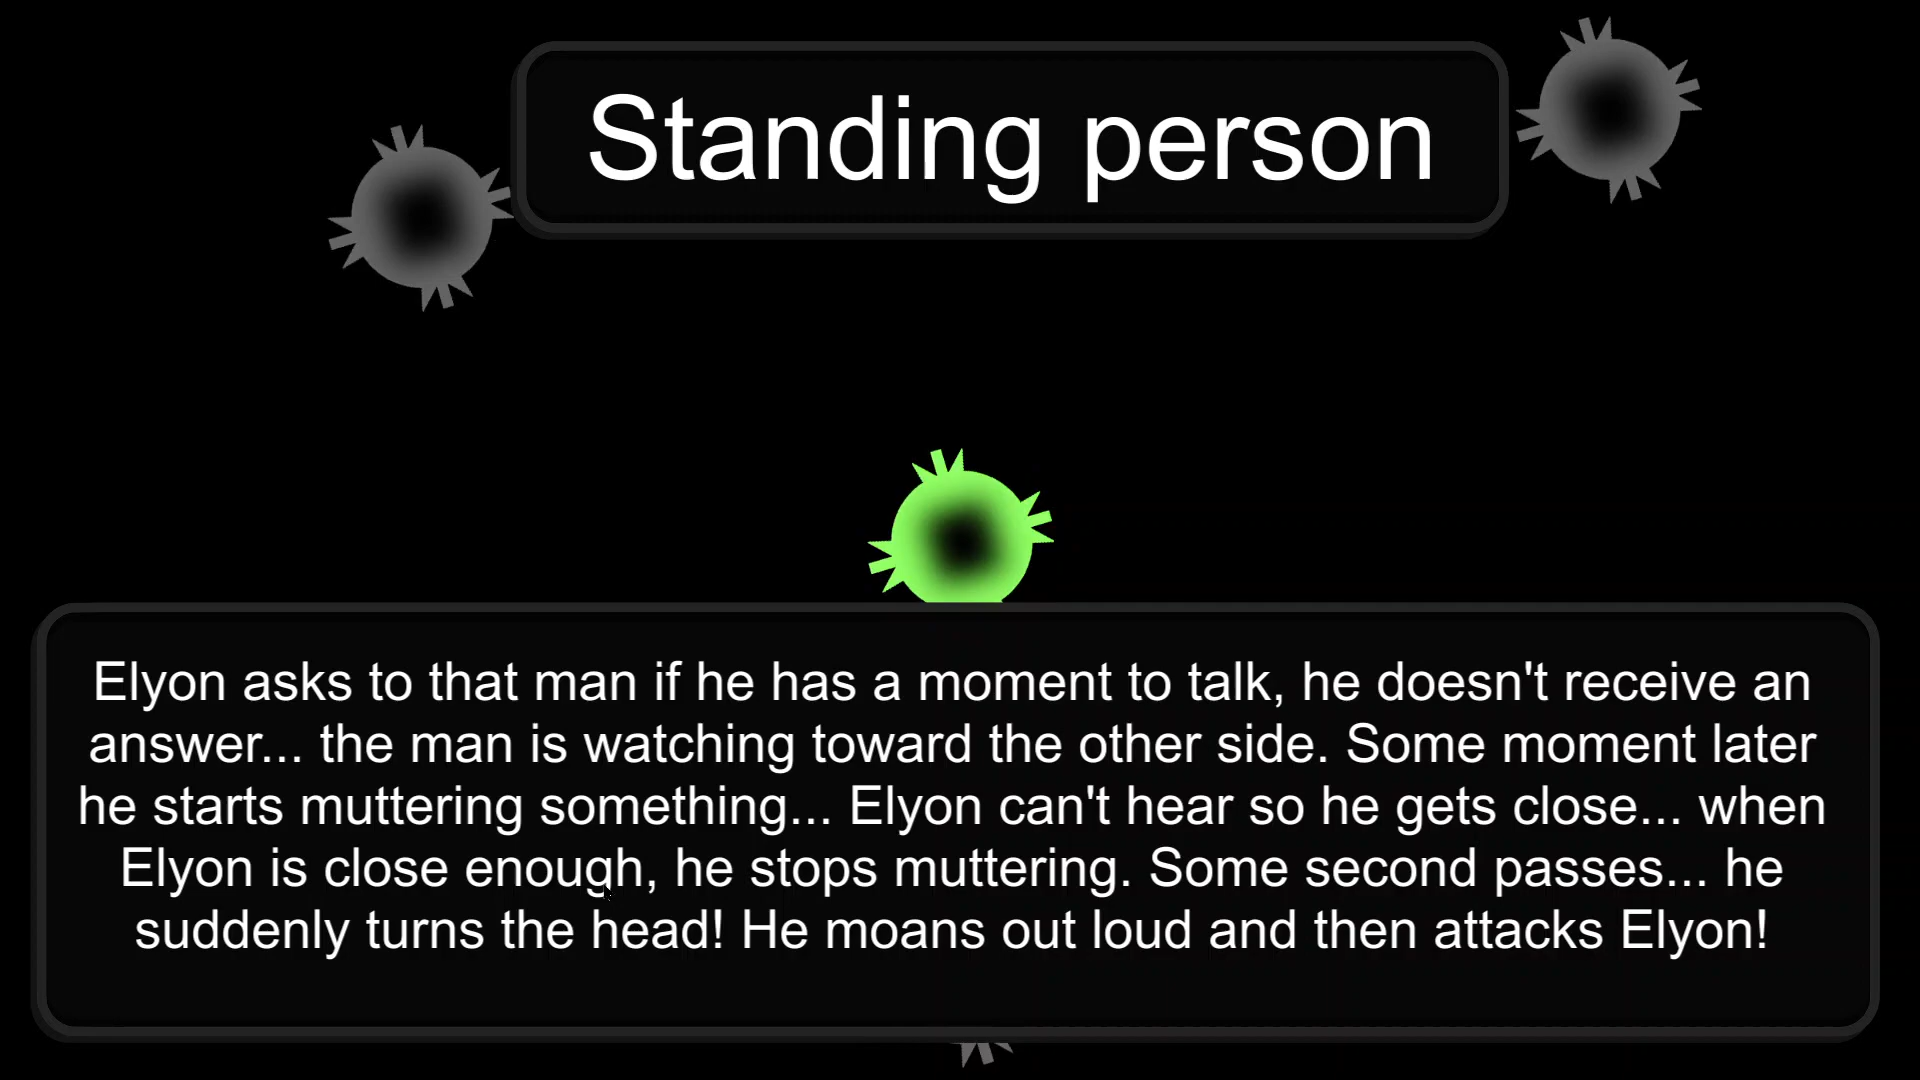 Standing person
Elyon asks to that man if he has a moment to talk, he doesn't receive an
answer... the man is watching toward the other side. Some moment later
he starts muttering something... Elyon can't hear so he gets close... when
Elyon is close enough, he stops muttering. Some second passes... he
suddenly turns the head! He moans out loud and then attacks Elyon!